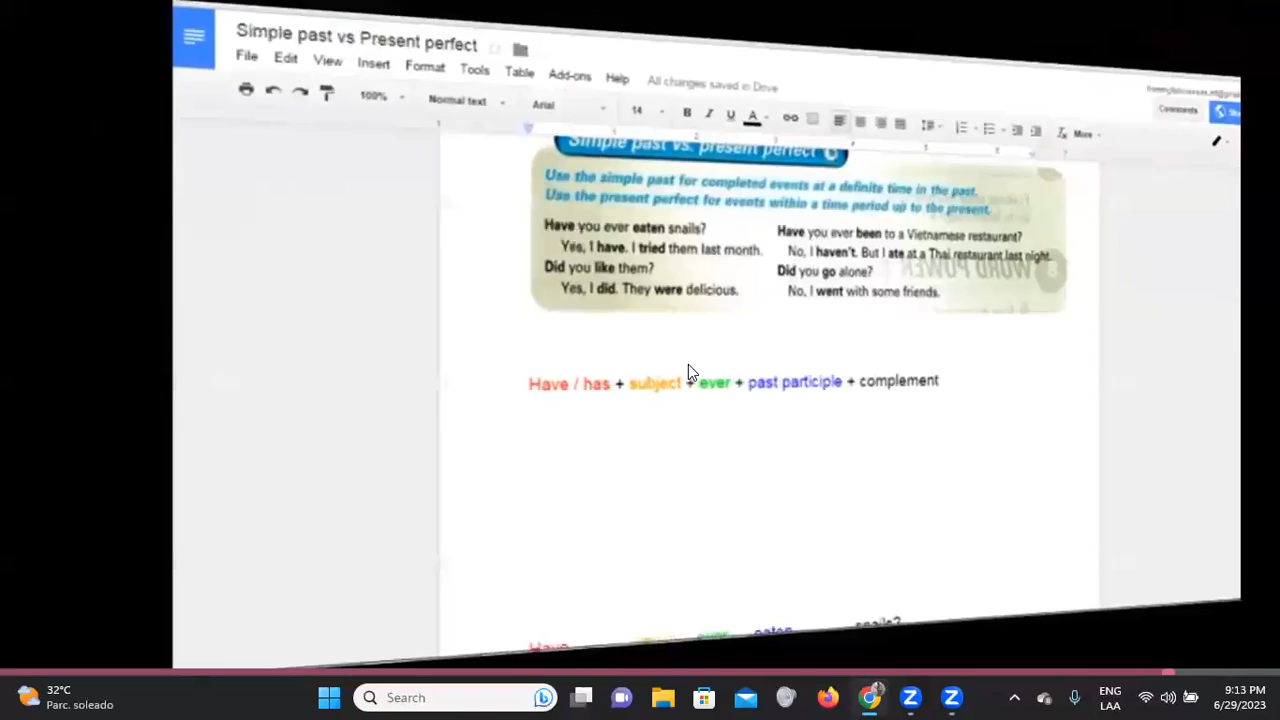 Simple past vs Present perfect
File Edit View Insert Format Tools Table Add-ons Help All changes saved in Drive
Comments
100% Normal text Arial 14 B I U A More
Simple past vs. present perfect
Use the simple past for completed events at a definite time in the past.
Use the present perfect for events within a time period up to the present.
Have you ever eaten snails?
Yes, I have. I tried them last month.
Did you like them?
Yes, I did. They were delicious.
Have you ever been to a Vietnamese restaurant?
No, I haven't. But I ate at a Thai restaurant last night.
Did you go alone?
No, I went with some friends.
WORD POWER
Have / has + subject + ever + past participle + complement
Have ever eaten snails?
32°C
Parc. soleado
Search
LAA
9:13 PM
6/29/2023